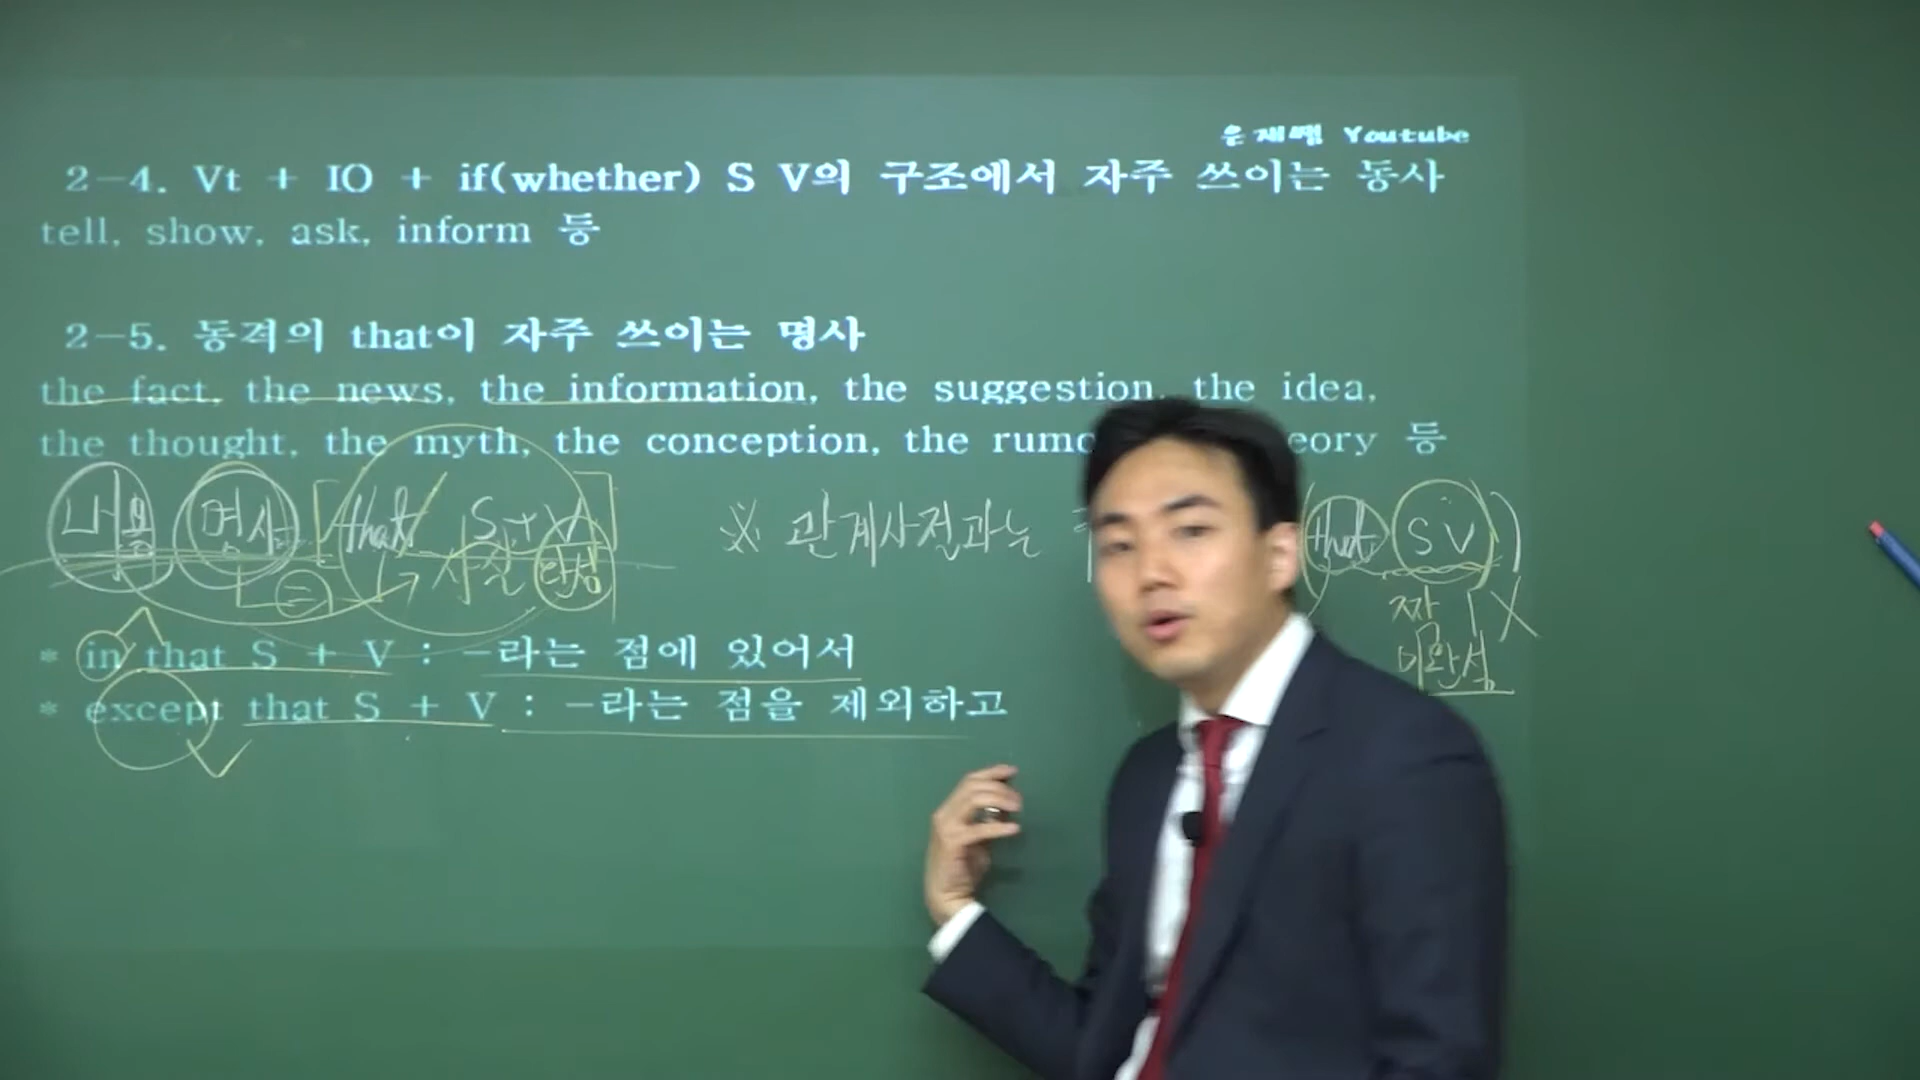 은재쌤 Youtube
2-4. Vt + IO + if(whether) S V의 구조에서 자주 쓰이는 동사
tell, show, ask, inform 등
2-5. 동격의 that이 자주 쓰이는 명사
the fact, the news, the information, the suggestion, the idea,
the thought, the myth, the conception, the eory 등
내용 명사 [that S + V]
= → 사실 완성
※ 관계사절과는
(that S V)
짝 X
미완성
* in that S + V : -라는 점에 있어서
* except that S + V : -라는 점을 제외하고